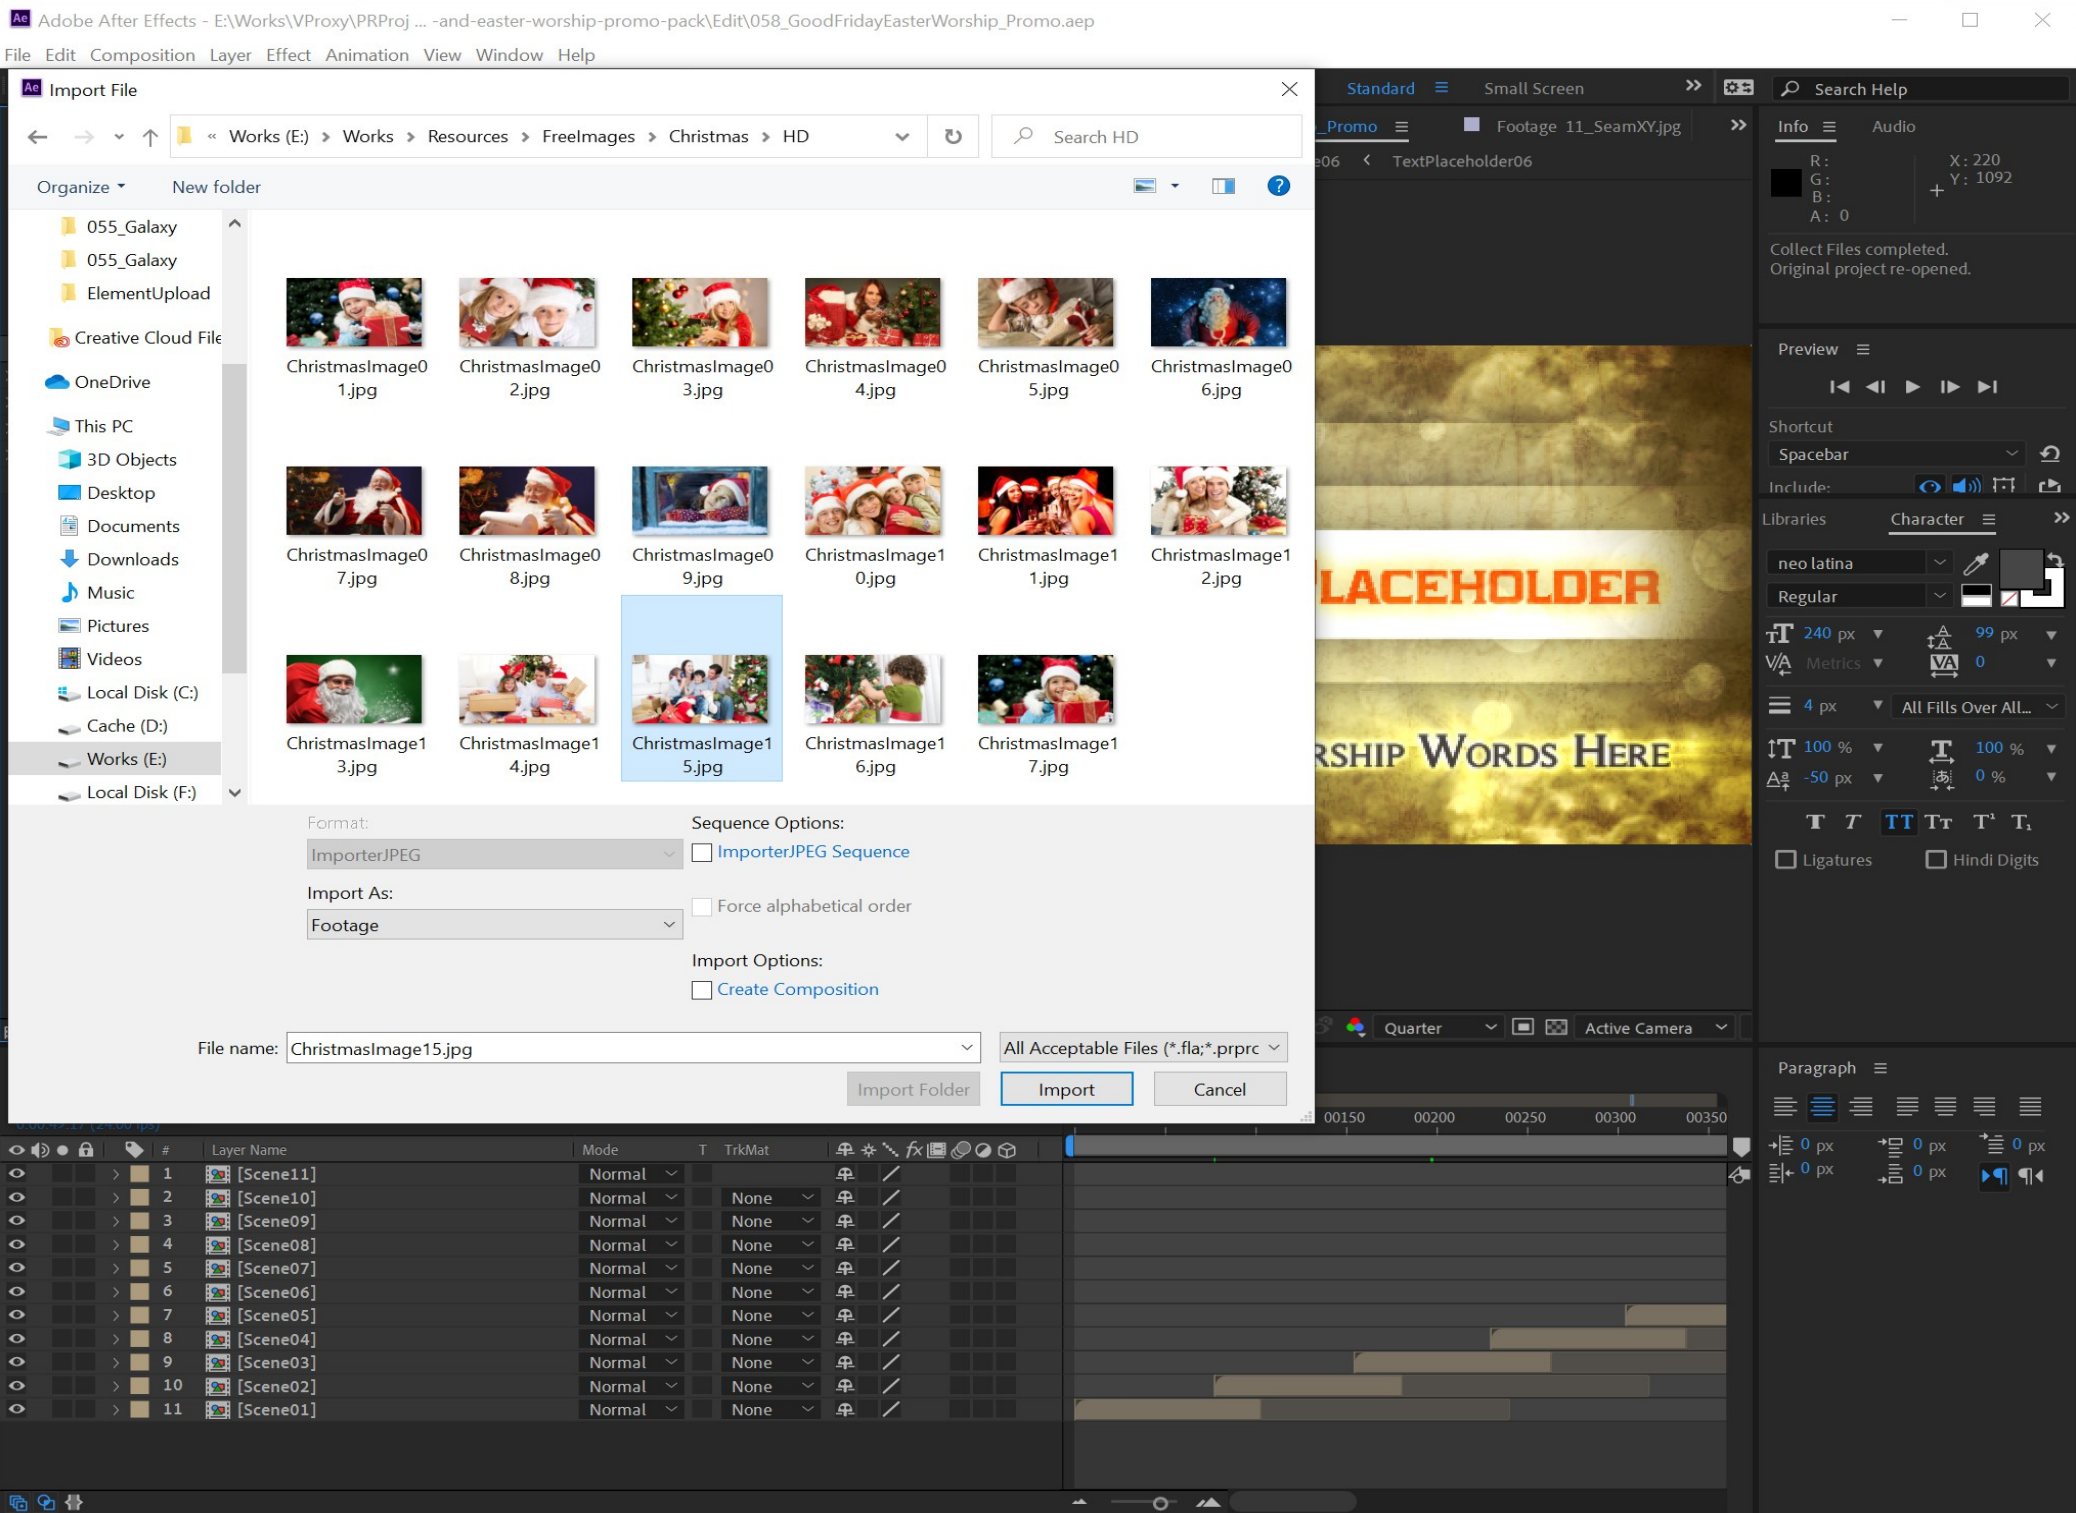 Adobe After Effects - E:\Works\VProxy\PRProj ... -and-easter-worship-promo-pack\Edit\058_GoodFridayEasterWorship_Promo.aep
File Edit Composition Layer Effect Animation View Window Help
Import File
« Works (E:) > Works > Resources > FreeImages > Christmas > HD
Search HD
Organize
New folder
055_Galaxy
055_Galaxy
ElementUpload
Creative Cloud File
OneDrive
This PC
3D Objects
Desktop
Documents
Downloads
Music
Pictures
Videos
Local Disk (C:)
Cache (D:)
Works (E:)
Local Disk (F:)
ChristmasImage01.jpg
ChristmasImage02.jpg
ChristmasImage03.jpg
ChristmasImage04.jpg
ChristmasImage05.jpg
ChristmasImage06.jpg
ChristmasImage07.jpg
ChristmasImage08.jpg
ChristmasImage09.jpg
ChristmasImage10.jpg
ChristmasImage11.jpg
ChristmasImage12.jpg
ChristmasImage13.jpg
ChristmasImage14.jpg
ChristmasImage15.jpg
ChristmasImage16.jpg
ChristmasImage17.jpg
Format:
ImporterJPEG
Import As:
Footage
Sequence Options:
ImporterJPEG Sequence
Force alphabetical order
Import Options:
Create Composition
File name: ChristmasImage15.jpg
All Acceptable Files (*.fla;*.prprc
Import Folder
Import
Cancel
Standard
Small Screen
Search Help
_Promo
Footage 11_SeamXY.jpg
e06 < TextPlaceholder06
PLACEHOLDER
RSHIP WORDS HERE
Quarter
Active Camera
Info
Audio
R:
G:
B:
A: 0
X: 220
Y: 1092
Collect Files completed.
Original project re-opened.
Preview
Shortcut
Spacebar
Include:
Libraries
Character
neo latina
Regular
240 px
99 px
Metrics
0
4 px
All Fills Over All...
100 %
100 %
-50 px
0 %
Ligatures
Hindi Digits
Paragraph
0 px 0 px 0 px
0 px 0 px
00150 00200 00250 00300 00350
0:00:49:17 (24.00 fps)
# Layer Name Mode T TrkMat
1 [Scene11] Normal
2 [Scene10] Normal None
3 [Scene09] Normal None
4 [Scene08] Normal None
5 [Scene07] Normal None
6 [Scene06] Normal None
7 [Scene05] Normal None
8 [Scene04] Normal None
9 [Scene03] Normal None
10 [Scene02] Normal None
11 [Scene01] Normal None